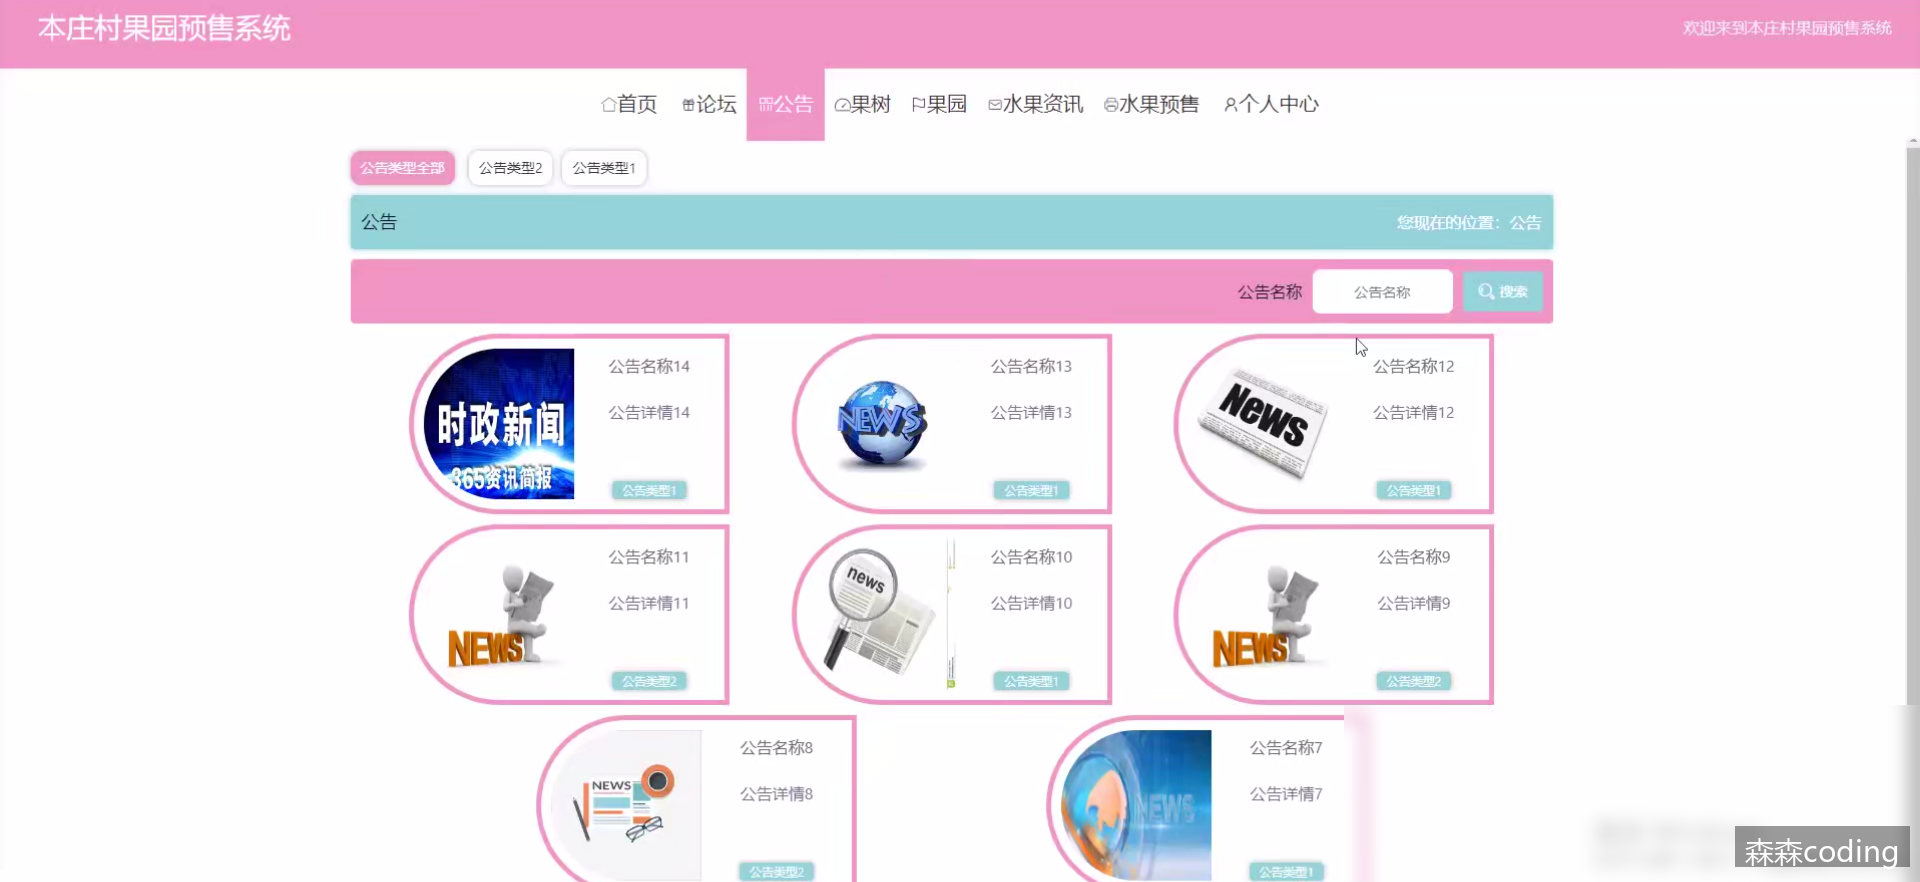 本庄村果园预售系统
欢迎来到本庄村果园预售系统
首页 论坛 公告 果树 果园 水果资讯 水果预售 个人中心
公告类型全部 公告类型2 公告类型1
公告
您现在的位置：公告
公告名称 公告名称 搜索
时政新闻
365资讯简报
公告名称14
公告详情14
公告类型1
NEWS
公告名称13
公告详情13
公告类型1
News
公告名称12
公告详情12
公告类型1
NEWS
公告名称11
公告详情11
公告类型2
news
公告名称10
公告详情10
公告类型1
NEWS
公告名称9
公告详情9
公告类型2
NEWS
公告名称8
公告详情8
公告类型2
NEWS
公告名称7
公告详情7
公告类型1
森森coding